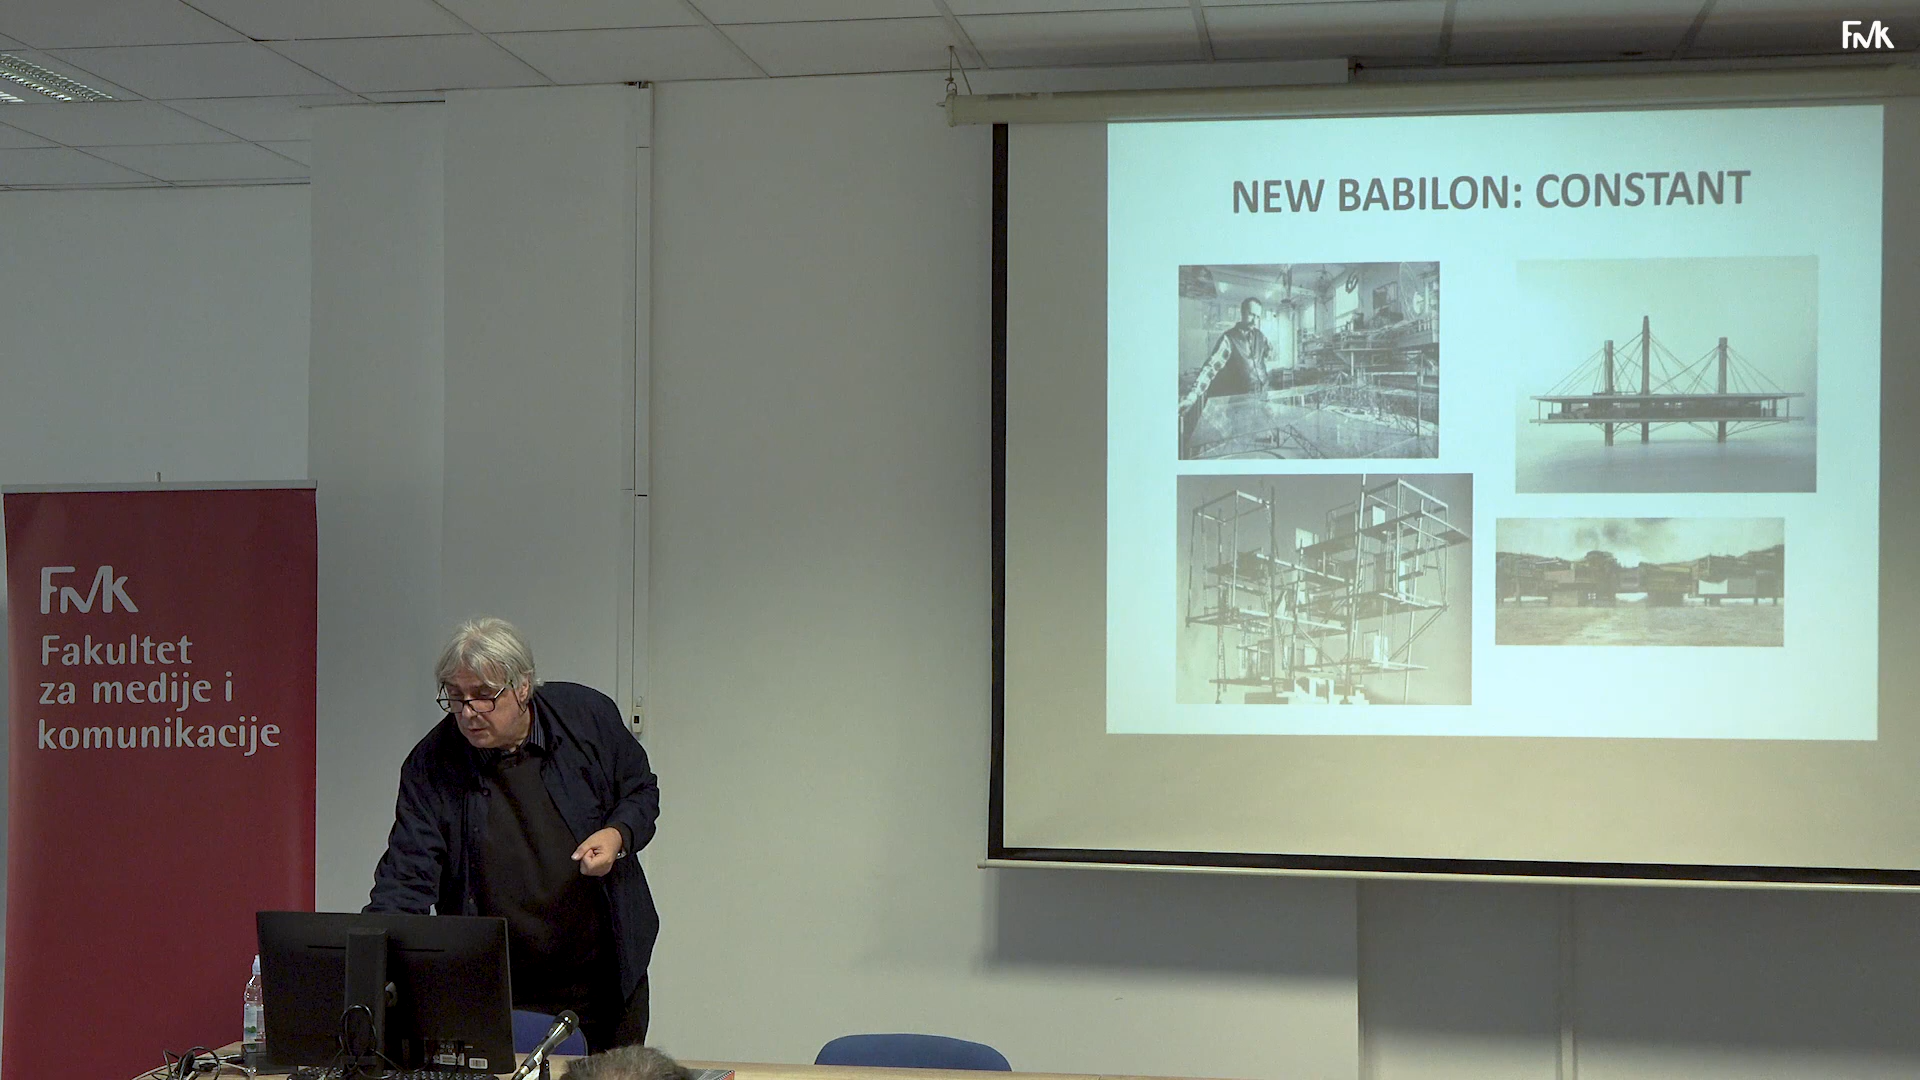 FMK
NEW BABILON: CONSTANT
FMK
Fakultet
za medije i
komunikacije